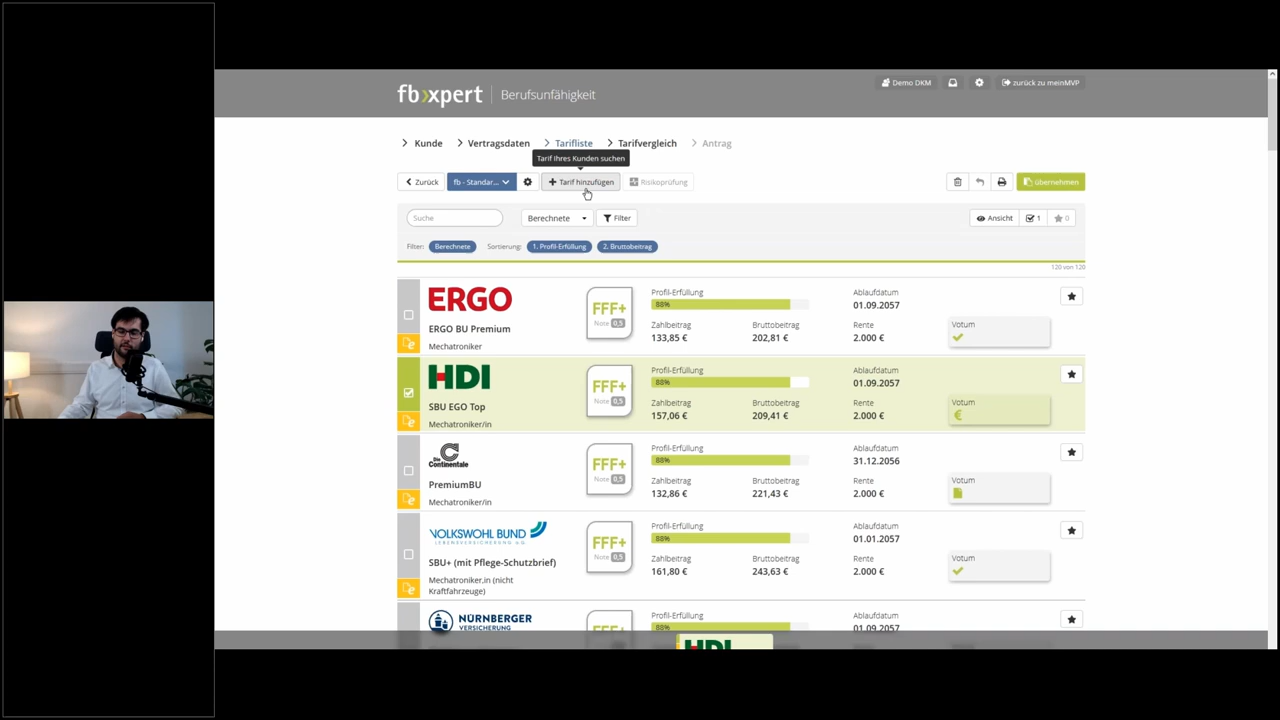 fb xpert | Berufsunfähigkeit
Demo DKM
zurück zu meinMVP
Kunde
Vertragsdaten
Tarifliste
Tarifvergleich
Antrag
Tarif Ihres Kunden suchen
Zurück
fb - Standar...
Tarif hinzufügen
Risikoprüfung
übernehmen
Suche
Berechnete
Filter
Ansicht
1
0
Filter: Berechnete Sortierung: 1. Profil-Erfüllung 2. Bruttobeitrag
120 von 120
ERGO
ERGO BU Premium
Mechatroniker
FFF+
Note 0,5
Profil-Erfüllung
88%
Zahlbeitrag
133,85 €
Bruttobeitrag
202,81 €
Ablaufdatum
01.09.2057
Rente
2.000 €
Votum
HDI
SBU EGO Top
Mechatroniker/in
FFF+
Note 0,5
Profil-Erfüllung
88%
Zahlbeitrag
157,06 €
Bruttobeitrag
209,41 €
Ablaufdatum
01.09.2057
Rente
2.000 €
Votum
€
Die
Continentale
PremiumBU
Mechatroniker/in
FFF+
Note 0,5
Profil-Erfüllung
88%
Zahlbeitrag
132,86 €
Bruttobeitrag
221,43 €
Ablaufdatum
31.12.2056
Rente
2.000 €
Votum
VOLKSWOHL BUND
LEBENSVERSICHERUNG a.G.
SBU+ (mit Pflege-Schutzbrief)
Mechatroniker,in (nicht
Kraftfahrzeuge)
FFF+
Note 0,5
Profil-Erfüllung
88%
Zahlbeitrag
161,80 €
Bruttobeitrag
243,63 €
Ablaufdatum
01.01.2057
Rente
2.000 €
Votum
NÜRNBERGER
VERSICHERUNG
FFF+
Profil-Erfüllung
88%
Ablaufdatum
01.09.2057
HDI